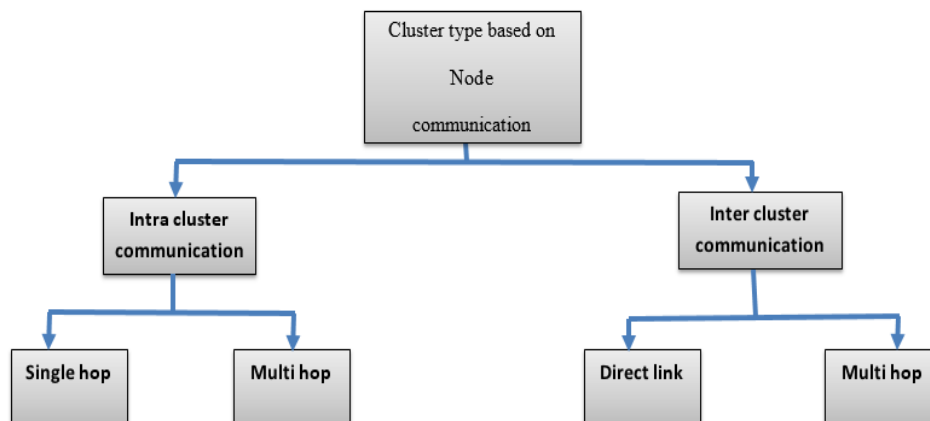 Cluster type based on
Node
communication
Intra cluster
communication
Inter cluster
communication
Single hop
Multi hop
Direct link
Multi hop